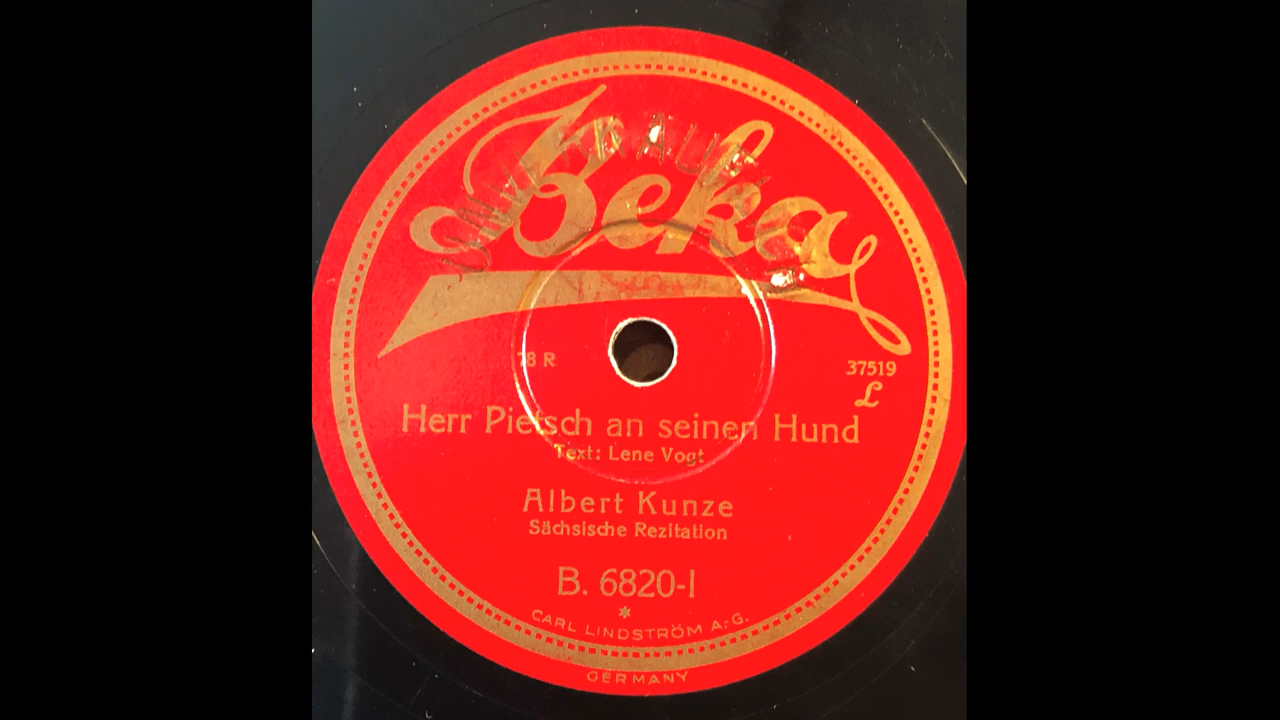 Beka
78 R
37519
L
Herr Pietsch an seinen Hund
Text: Lene Vogt
Albert Kunze
Sächsische Rezitation
B. 6820-I
*
CARL LINDSTRÖM A.-G.
GERMANY